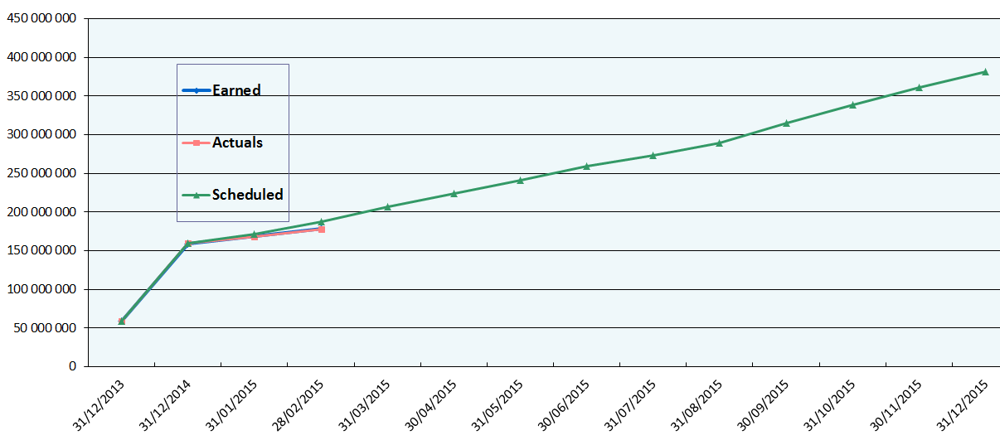 450 000 000
400 000 000
350 000 000
300 000 000
250 000 000
200 000 000
150 000 000
100 000 000
50 000 000
0
Earned
Actuals
Scheduled
31/12/2013
31/12/2014
31/01/2015
28/02/2015
31/03/2015
30/04/2015
31/05/2015
30/06/2015
31/07/2015
31/08/2015
30/09/2015
31/10/2015
30/11/2015
31/12/2015